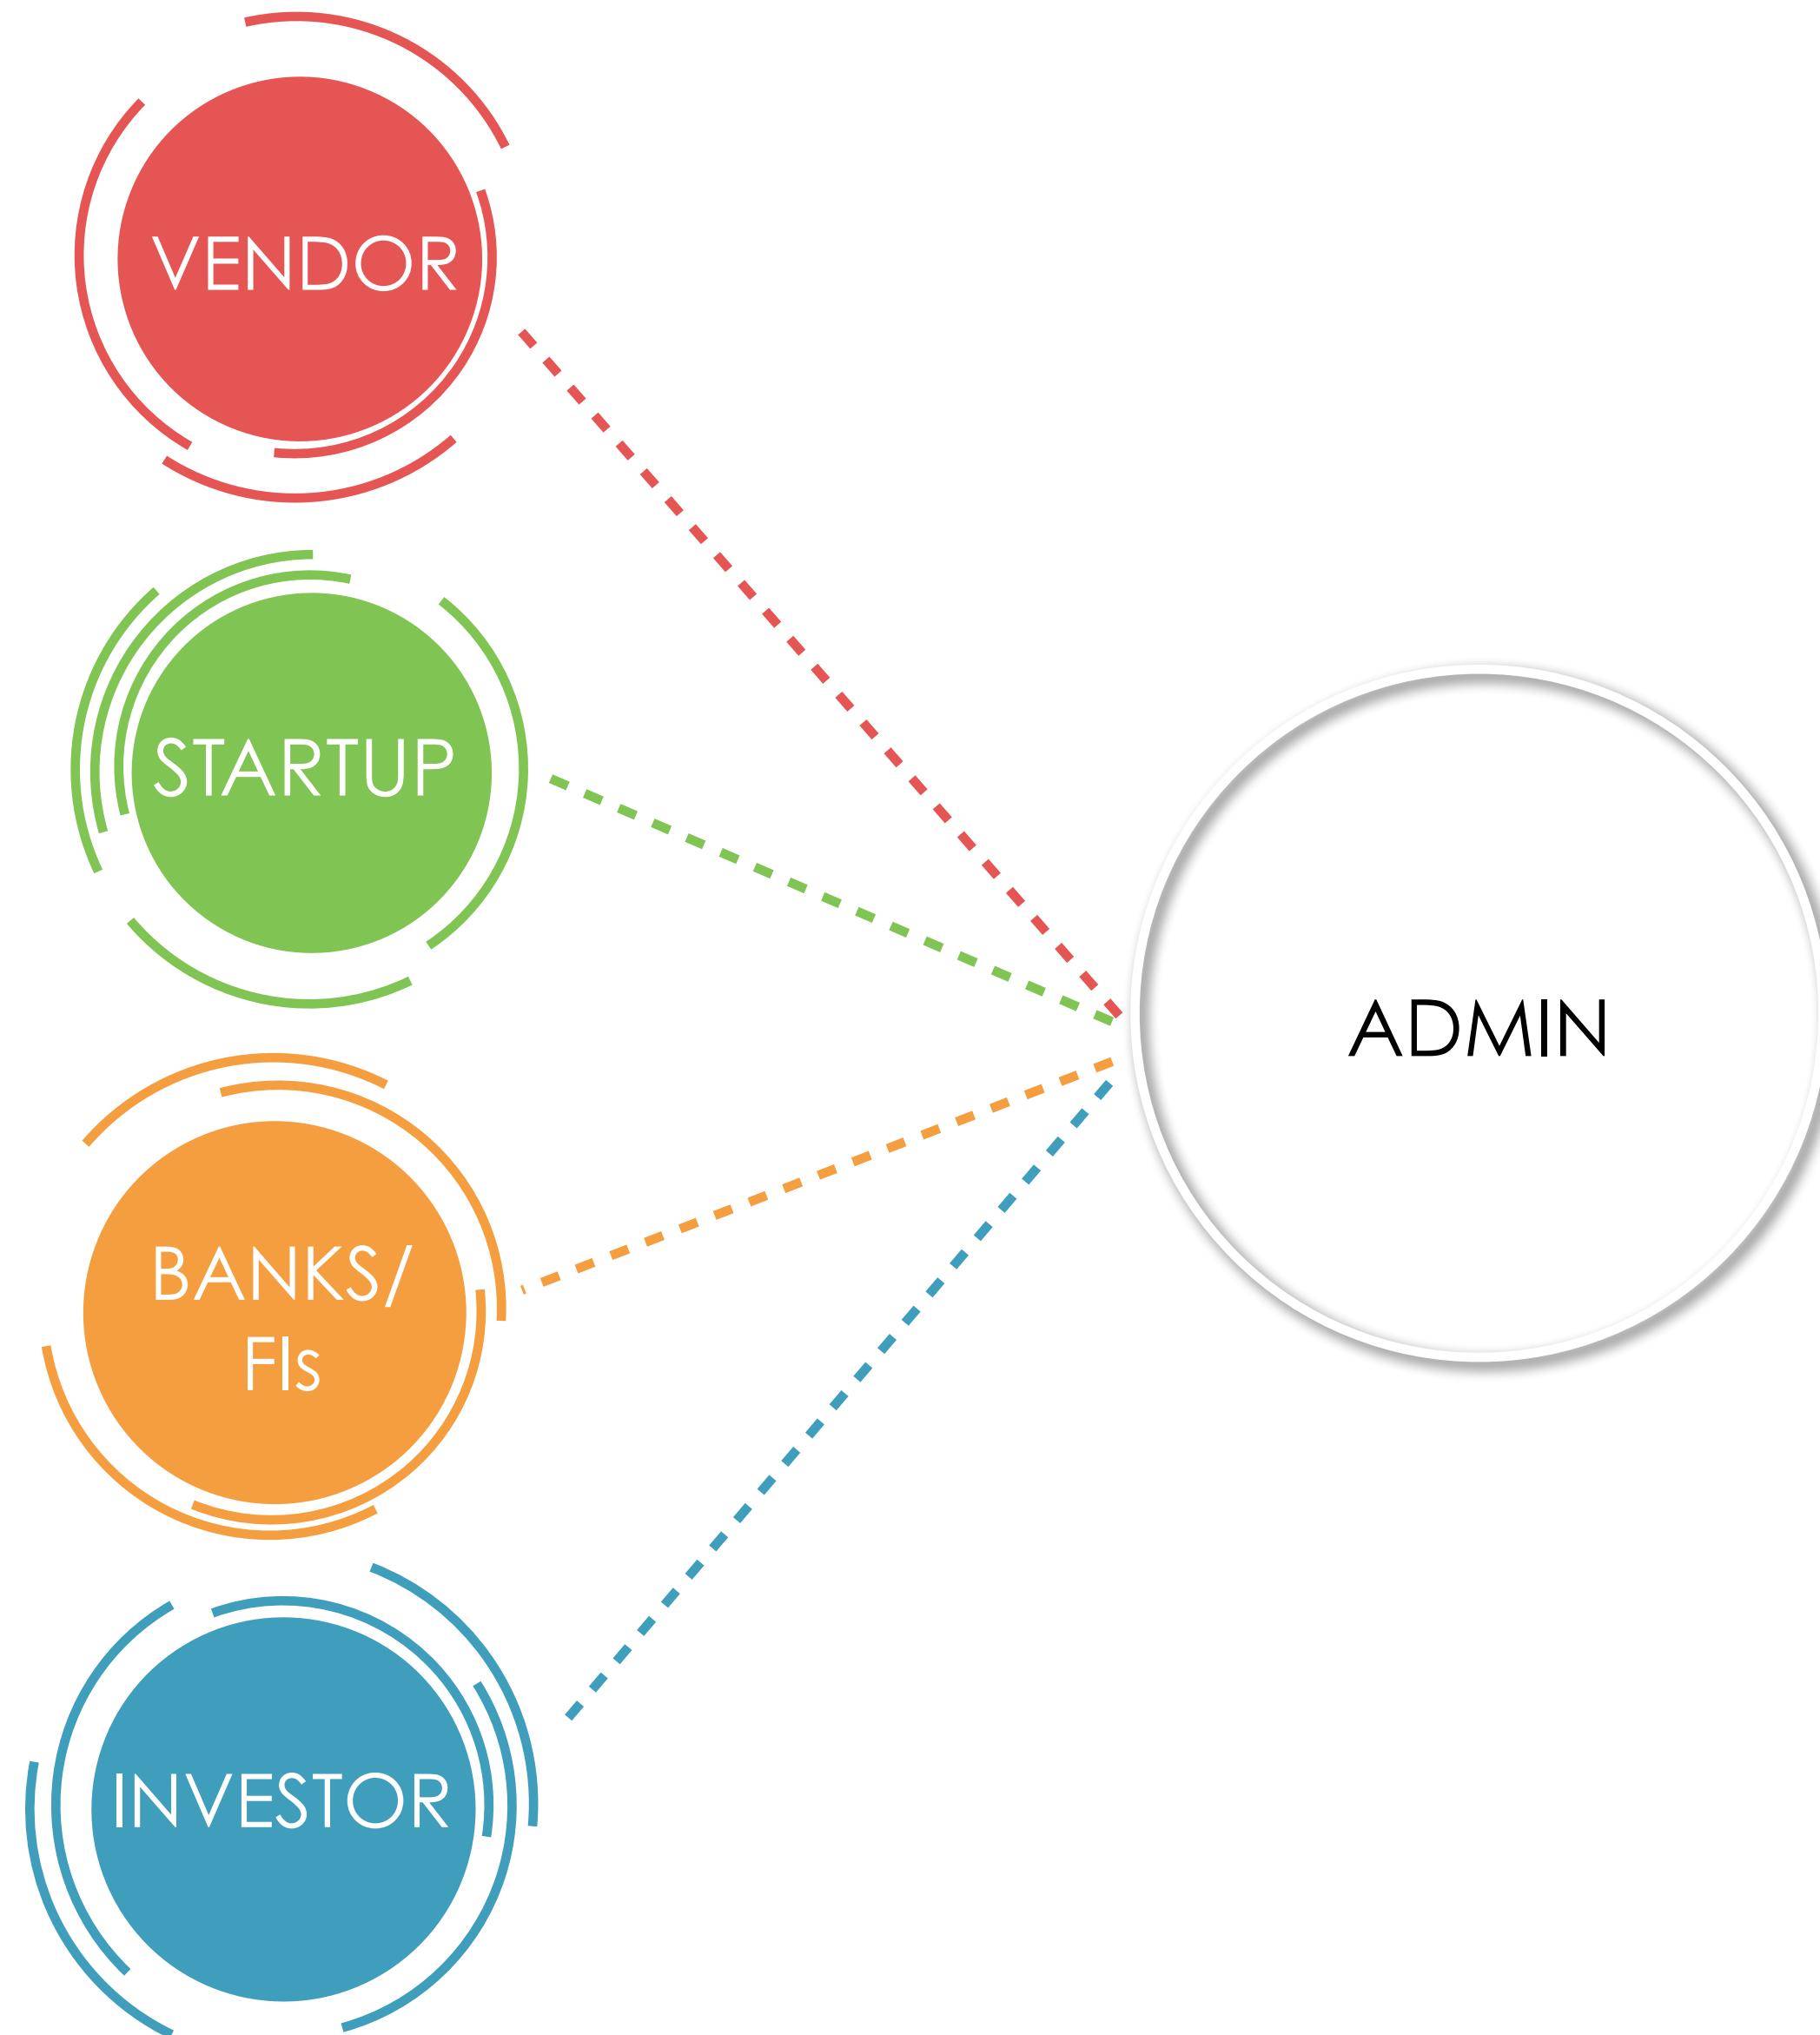 VENDOR
STARTUP
BANKS/
FIs
INVESTOR
ADMIN